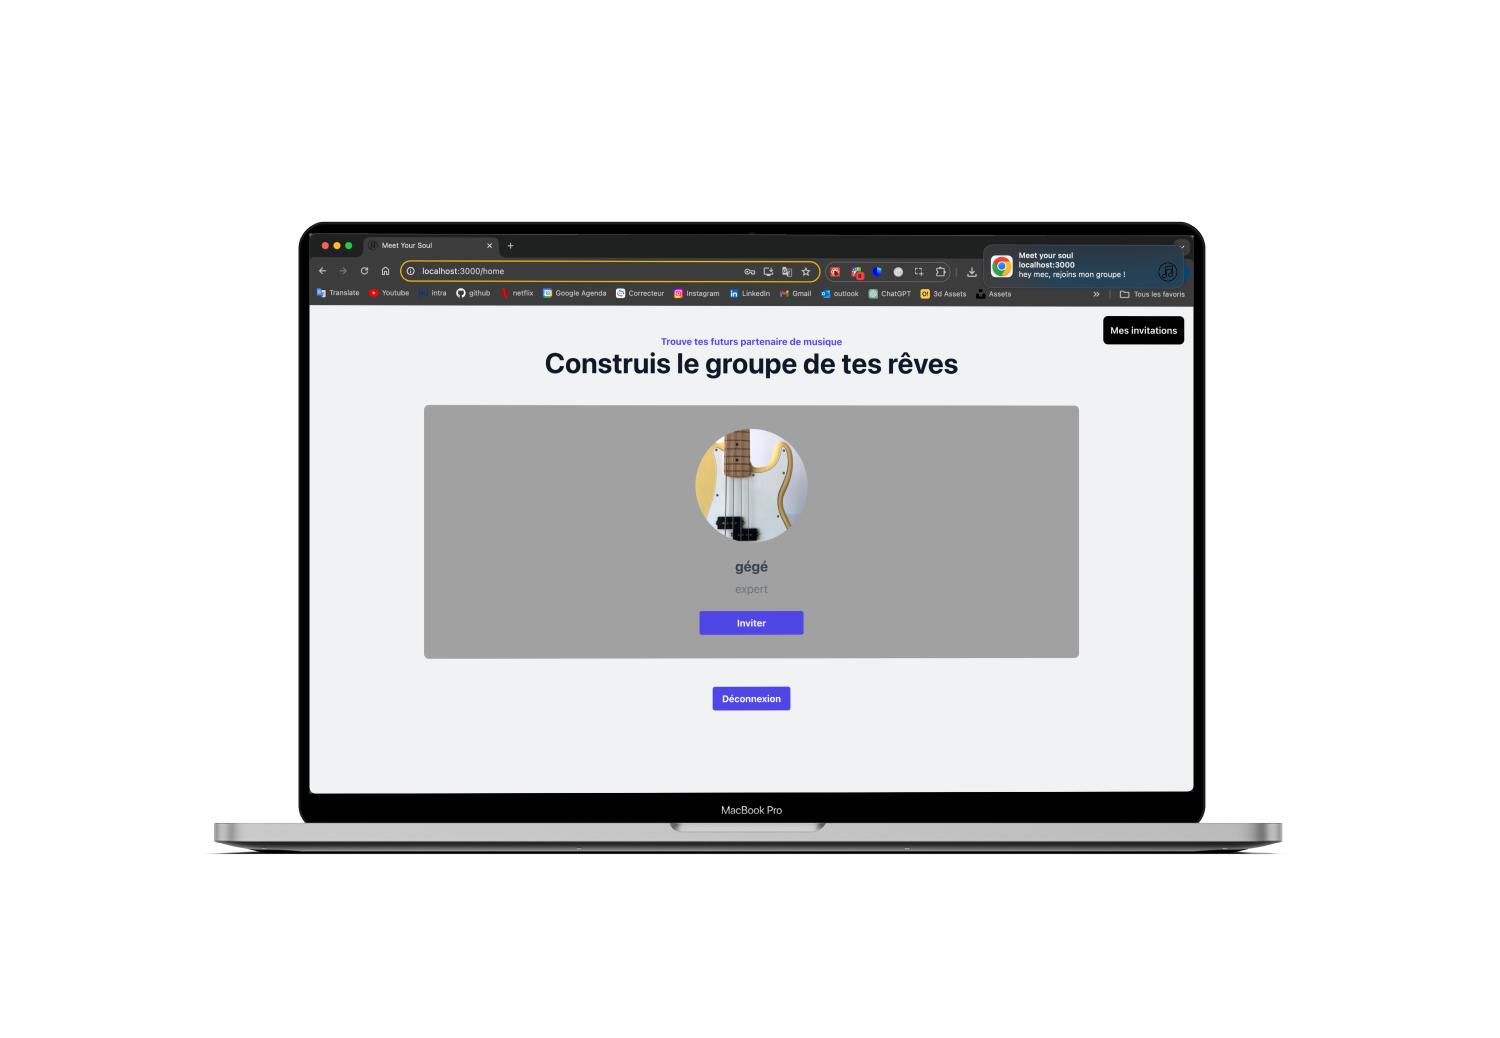 Meet Your Soul
localhost:3000/home
Meet your soul
localhost:3000
hey mec, rejoins mon groupe !
Translate Youtube intra github netflix Google Agenda Correcteur Instagram LinkedIn Gmail outlook ChatGPT 3d Assets Assets Tous les favoris
Mes invitations
Trouve tes futurs partenaire de musique
Construis le groupe de tes rêves
gégé
expert
Inviter
Déconnexion
MacBook Pro